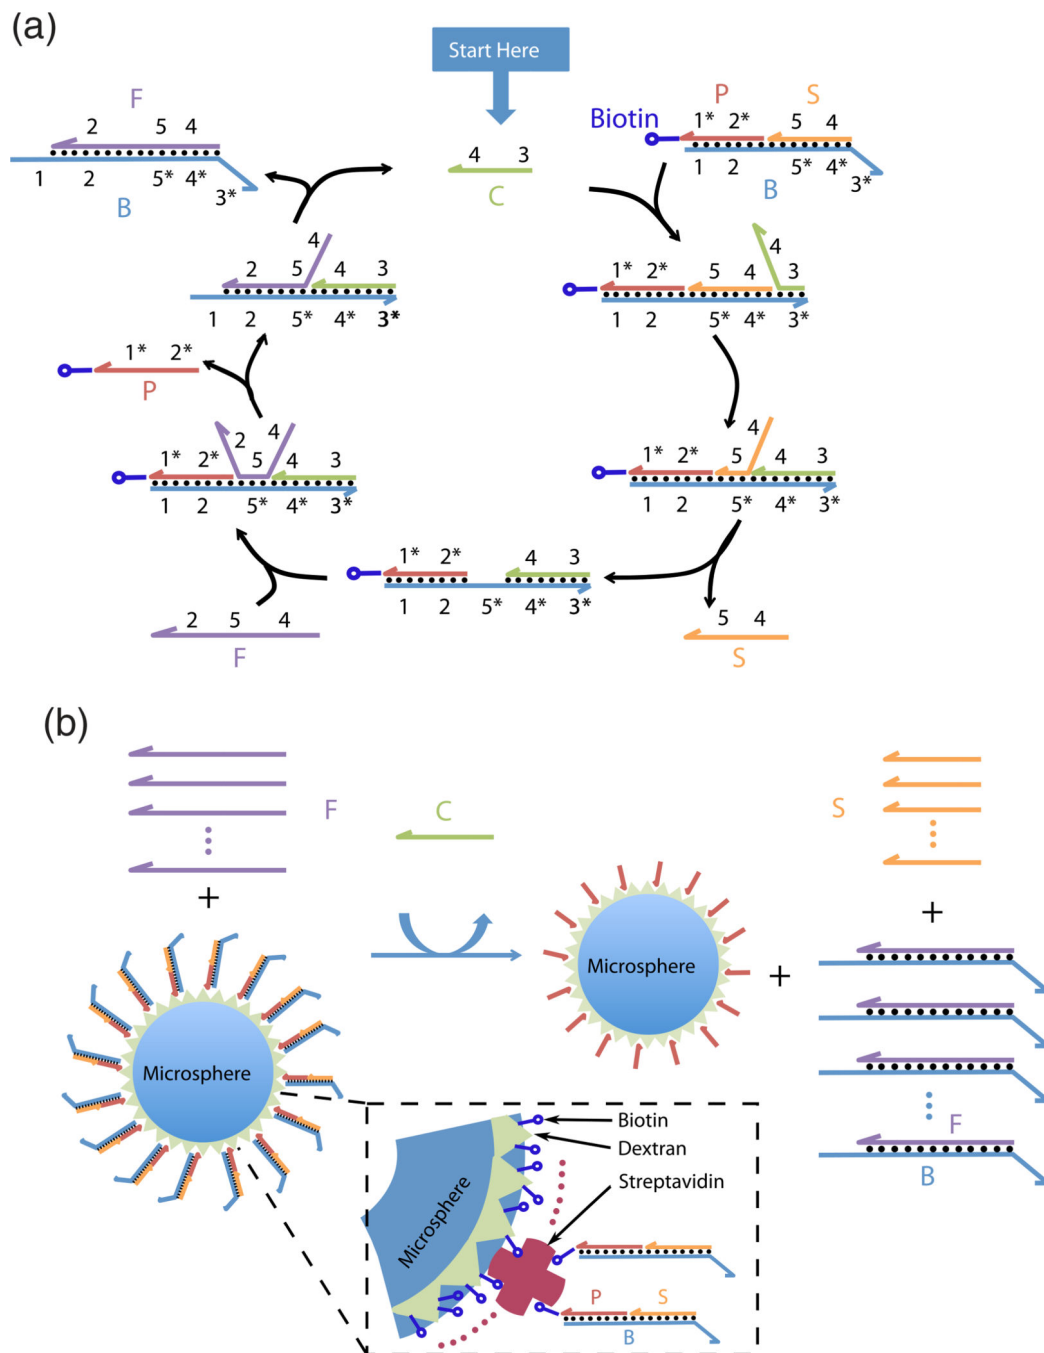 (a)
Start Here
F
2 5 4
1 2 5* 4* 3*
B
4 3
C
Biotin
P S
1* 2* 5 4
1 2 5* 4* 3*
B
4
2 5 4 3
1 2 5* 4* 3*
4
1* 2* 5 4 3
1 2 5* 4* 3*
1* 2*
P
2 4
1* 2* 5 4 3
1 2 5* 4* 3*
4
1* 2* 5 4 3
1 2 5* 4* 3*
1* 2* 4 3
1 2 5* 4* 3*
2 5 4
F
5 4
S
(b)
F
C
S
+
+
Microsphere
Microsphere
+
F
B
Biotin
Dextran
Streptavidin
Microsphere
P S
B